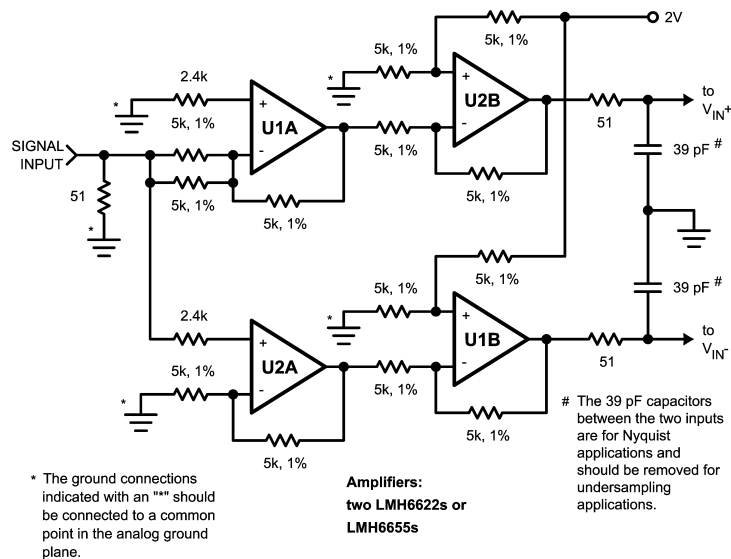 2V
5k, 1%
5k, 1%
*
+
U2B
-
2.4k
*
5k, 1%
+
U1A
-
SIGNAL
INPUT
51
*
5k, 1%
5k, 1%
5k, 1%
5k, 1%
51
to
VIN+
39 pF #
5k, 1%
5k, 1%
*
+
U1B
-
39 pF #
2.4k
5k, 1%
*
+
U2A
-
5k, 1%
5k, 1%
5k, 1%
51
to
VIN-
# The 39 pF capacitors
between the two inputs
are for Nyquist
applications and
should be removed for
undersampling
applications.
* The ground connections
indicated with an "*" should
be connected to a common
point in the analog ground
plane.
Amplifiers:
two LMH6622s or
LMH6655s